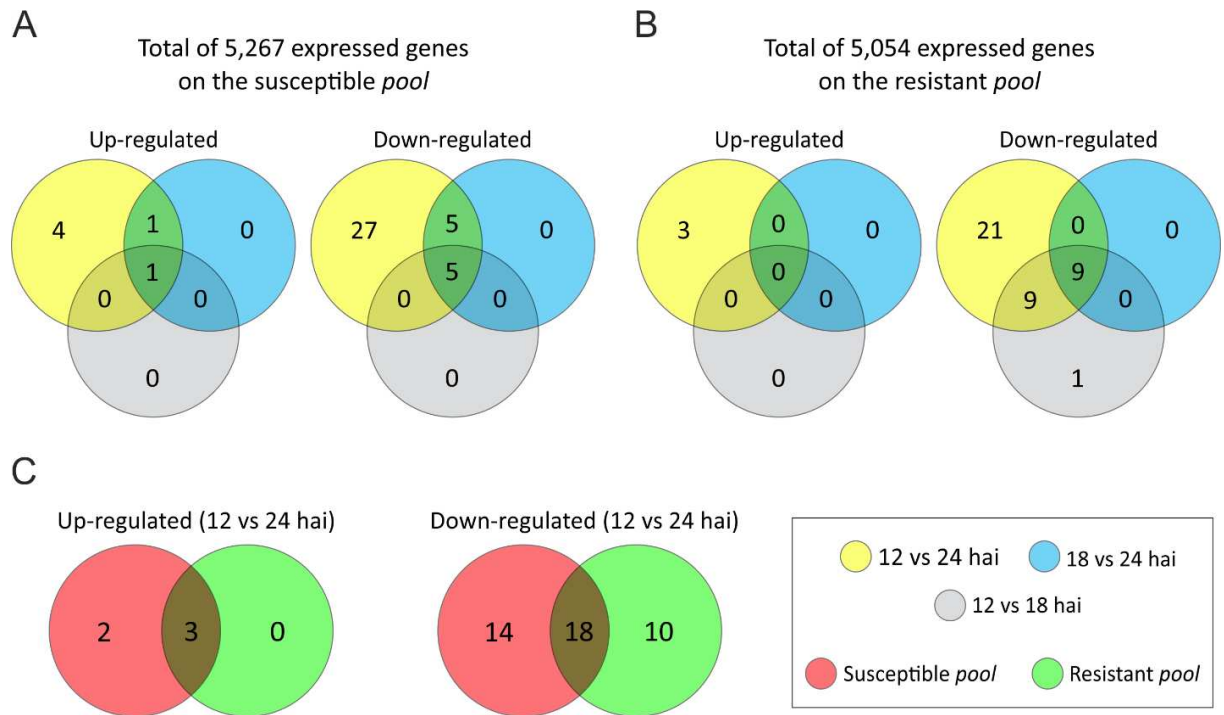 A
Total of 5,267 expressed genes
on the susceptible pool
Up-regulated
4
1
0
1
0
0
0
Down-regulated
27
5
0
5
0
0
0
B
Total of 5,054 expressed genes
on the resistant pool
Up-regulated
3
0
0
0
0
0
0
Down-regulated
21
0
0
9
9
0
1
C
Up-regulated (12 vs 24 hai)
2
3
0
Down-regulated (12 vs 24 hai)
14
18
10
12 vs 24 hai
18 vs 24 hai
12 vs 18 hai
Susceptible pool
Resistant pool